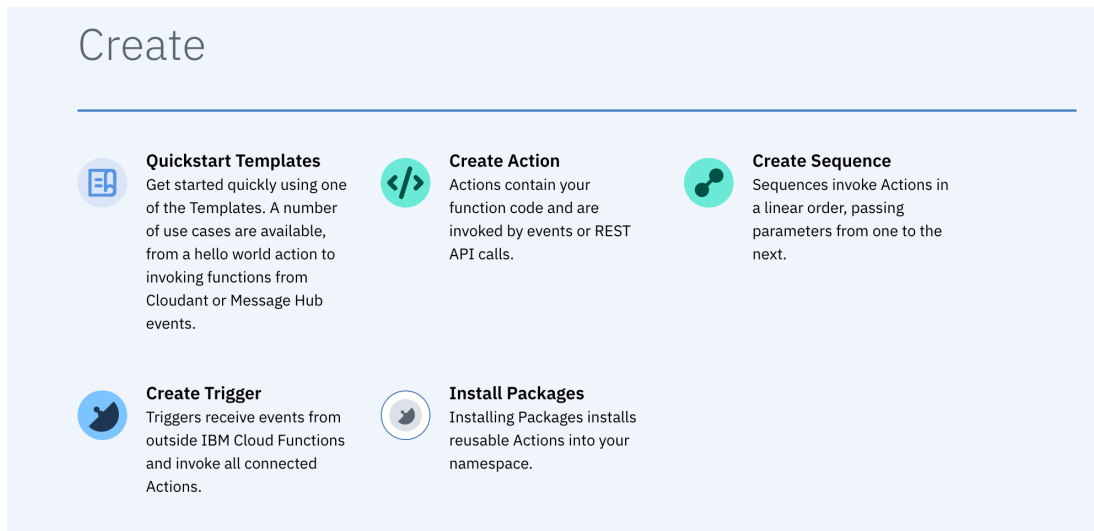 Create
Quickstart Templates
Get started quickly using one
of the Templates. A number
of use cases are available,
from a hello world action to
invoking functions from
Cloudant or Message Hub
events.
Create Action
Actions contain your
function code and are
invoked by events or REST
API calls.
Create Sequence
Sequences invoke Actions in
a linear order, passing
parameters from one to the
next.
Create Trigger
Triggers receive events from
outside IBM Cloud Functions
and invoke all connected
Actions.
Install Packages
Installing Packages installs
reusable Actions into your
namespace.